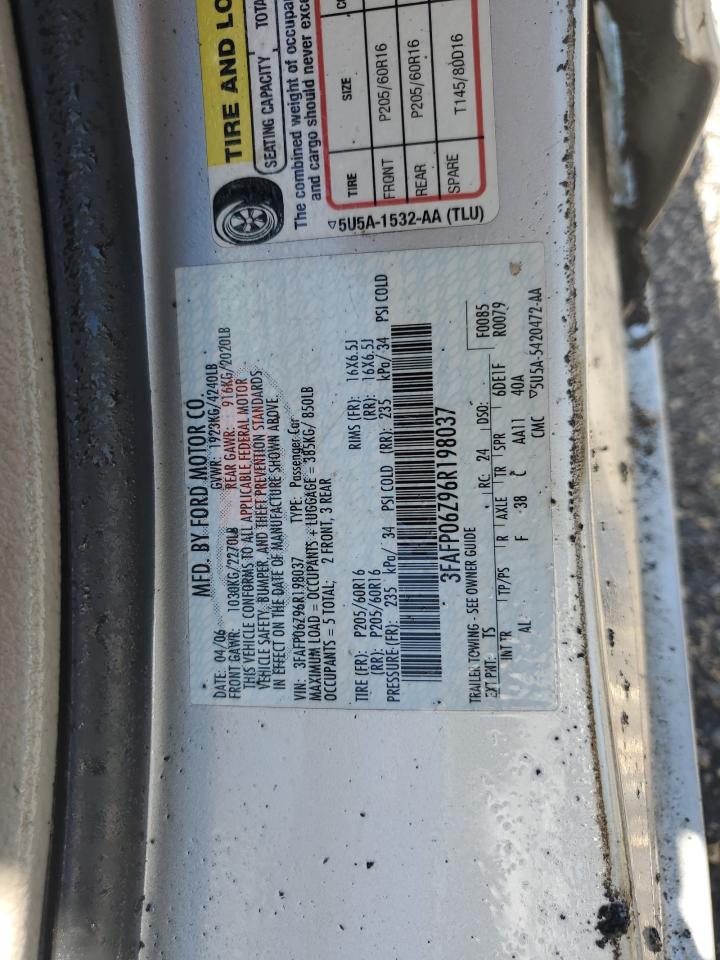 TIRE AND LO
SEATING CAPACITY TOTA
The combined weight of occupa
and cargo should never exce
TIRE SIZE CO
FRONT P205/60R16
REAR P205/60R16
SPARE T145/80D16
▽5U5A-1532-AA (TLU)
MFD. BY FORD MOTOR CO.
DATE: 04/06 GVWR: 1923KG/4240LB
FRONT GAWR: 1030KG/2270LB REAR GAWR: 916KG/2020LB
THIS VEHICLE CONFORMS TO ALL APPLICABLE FEDERAL MOTOR
VEHICLE SAFETY, BUMPER, AND THEFT PREVENTION STANDARDS
IN EFFECT ON THE DATE OF MANUFACTURE SHOWN ABOVE.
VIN: 3FAFP06Z96R198037 TYPE: Passenger Car
MAXIMUM LOAD = OCCUPANTS + LUGGAGE = 385KG/ 850LB
OCCUPANTS = 5 TOTAL; 2 FRONT, 3 REAR
TIRE (FR): P205/60R16 RIMS (FR): 16X6.5J
(RR): P205/60R16 (RR): 16X6.5J
PRESSURE (FR): 235 kPa/ 34 PSI COLD (RR): 235 kPa/ 34 PSI COLD
3FAFP06Z96R198037
TRAILER TOWING - SEE OWNER GUIDE F0085
EXT PNT: TS RC: 24 DSO: R0079
INT TR TP/PS R AXLE TR SPR 6DE1F
AL F 38 C AA11 40A
CMC ▽5U5A-5420472-AA